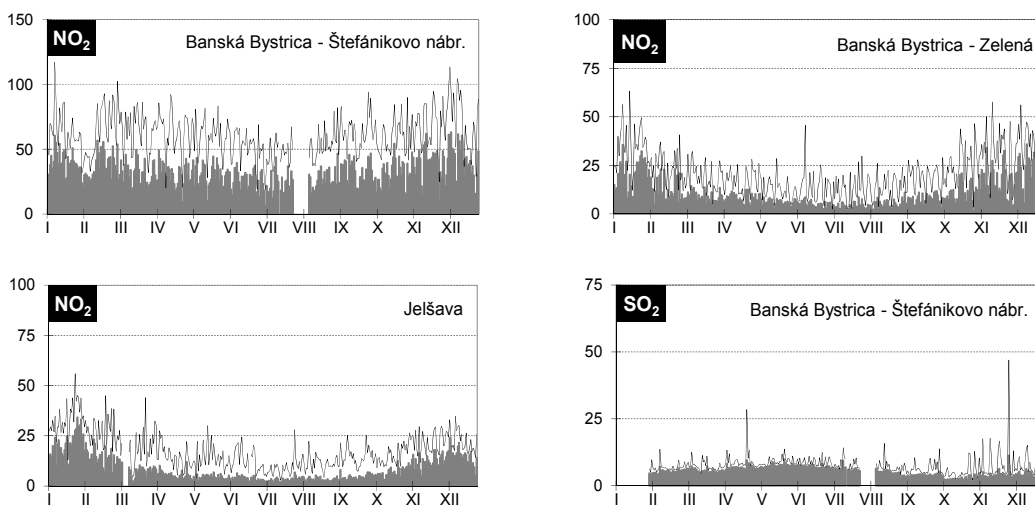 NO₂
Banská Bystrica - Štefánikovo nábr.
150
100
50
0
I II III IV V VI VII VIII IX X XI XII
NO₂
Banská Bystrica - Zelená
100
75
50
25
0
I II III IV V VI VII VIII IX X XI XII
NO₂
Jelšava
100
75
50
25
0
I II III IV V VI VII VIII IX X XI XII
SO₂
Banská Bystrica - Štefánikovo nábr.
75
50
25
0
I II III IV V VI VII VIII IX X XI XII